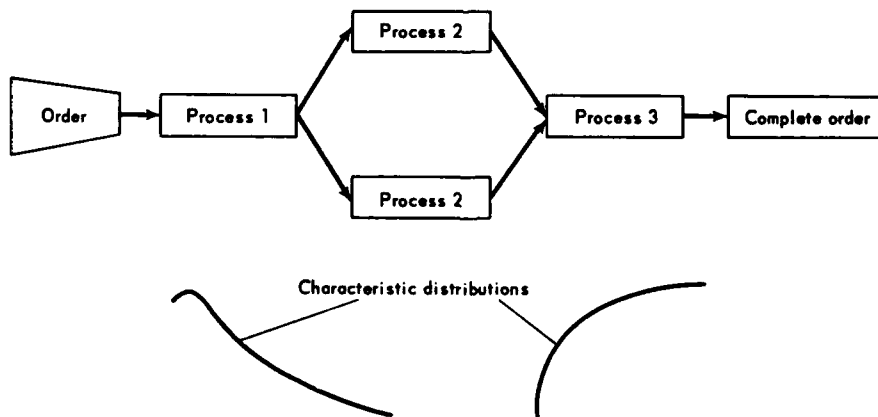 Process 2
Order
Process 1
Process 3
Complete order
Process 2
Characteristic distributions